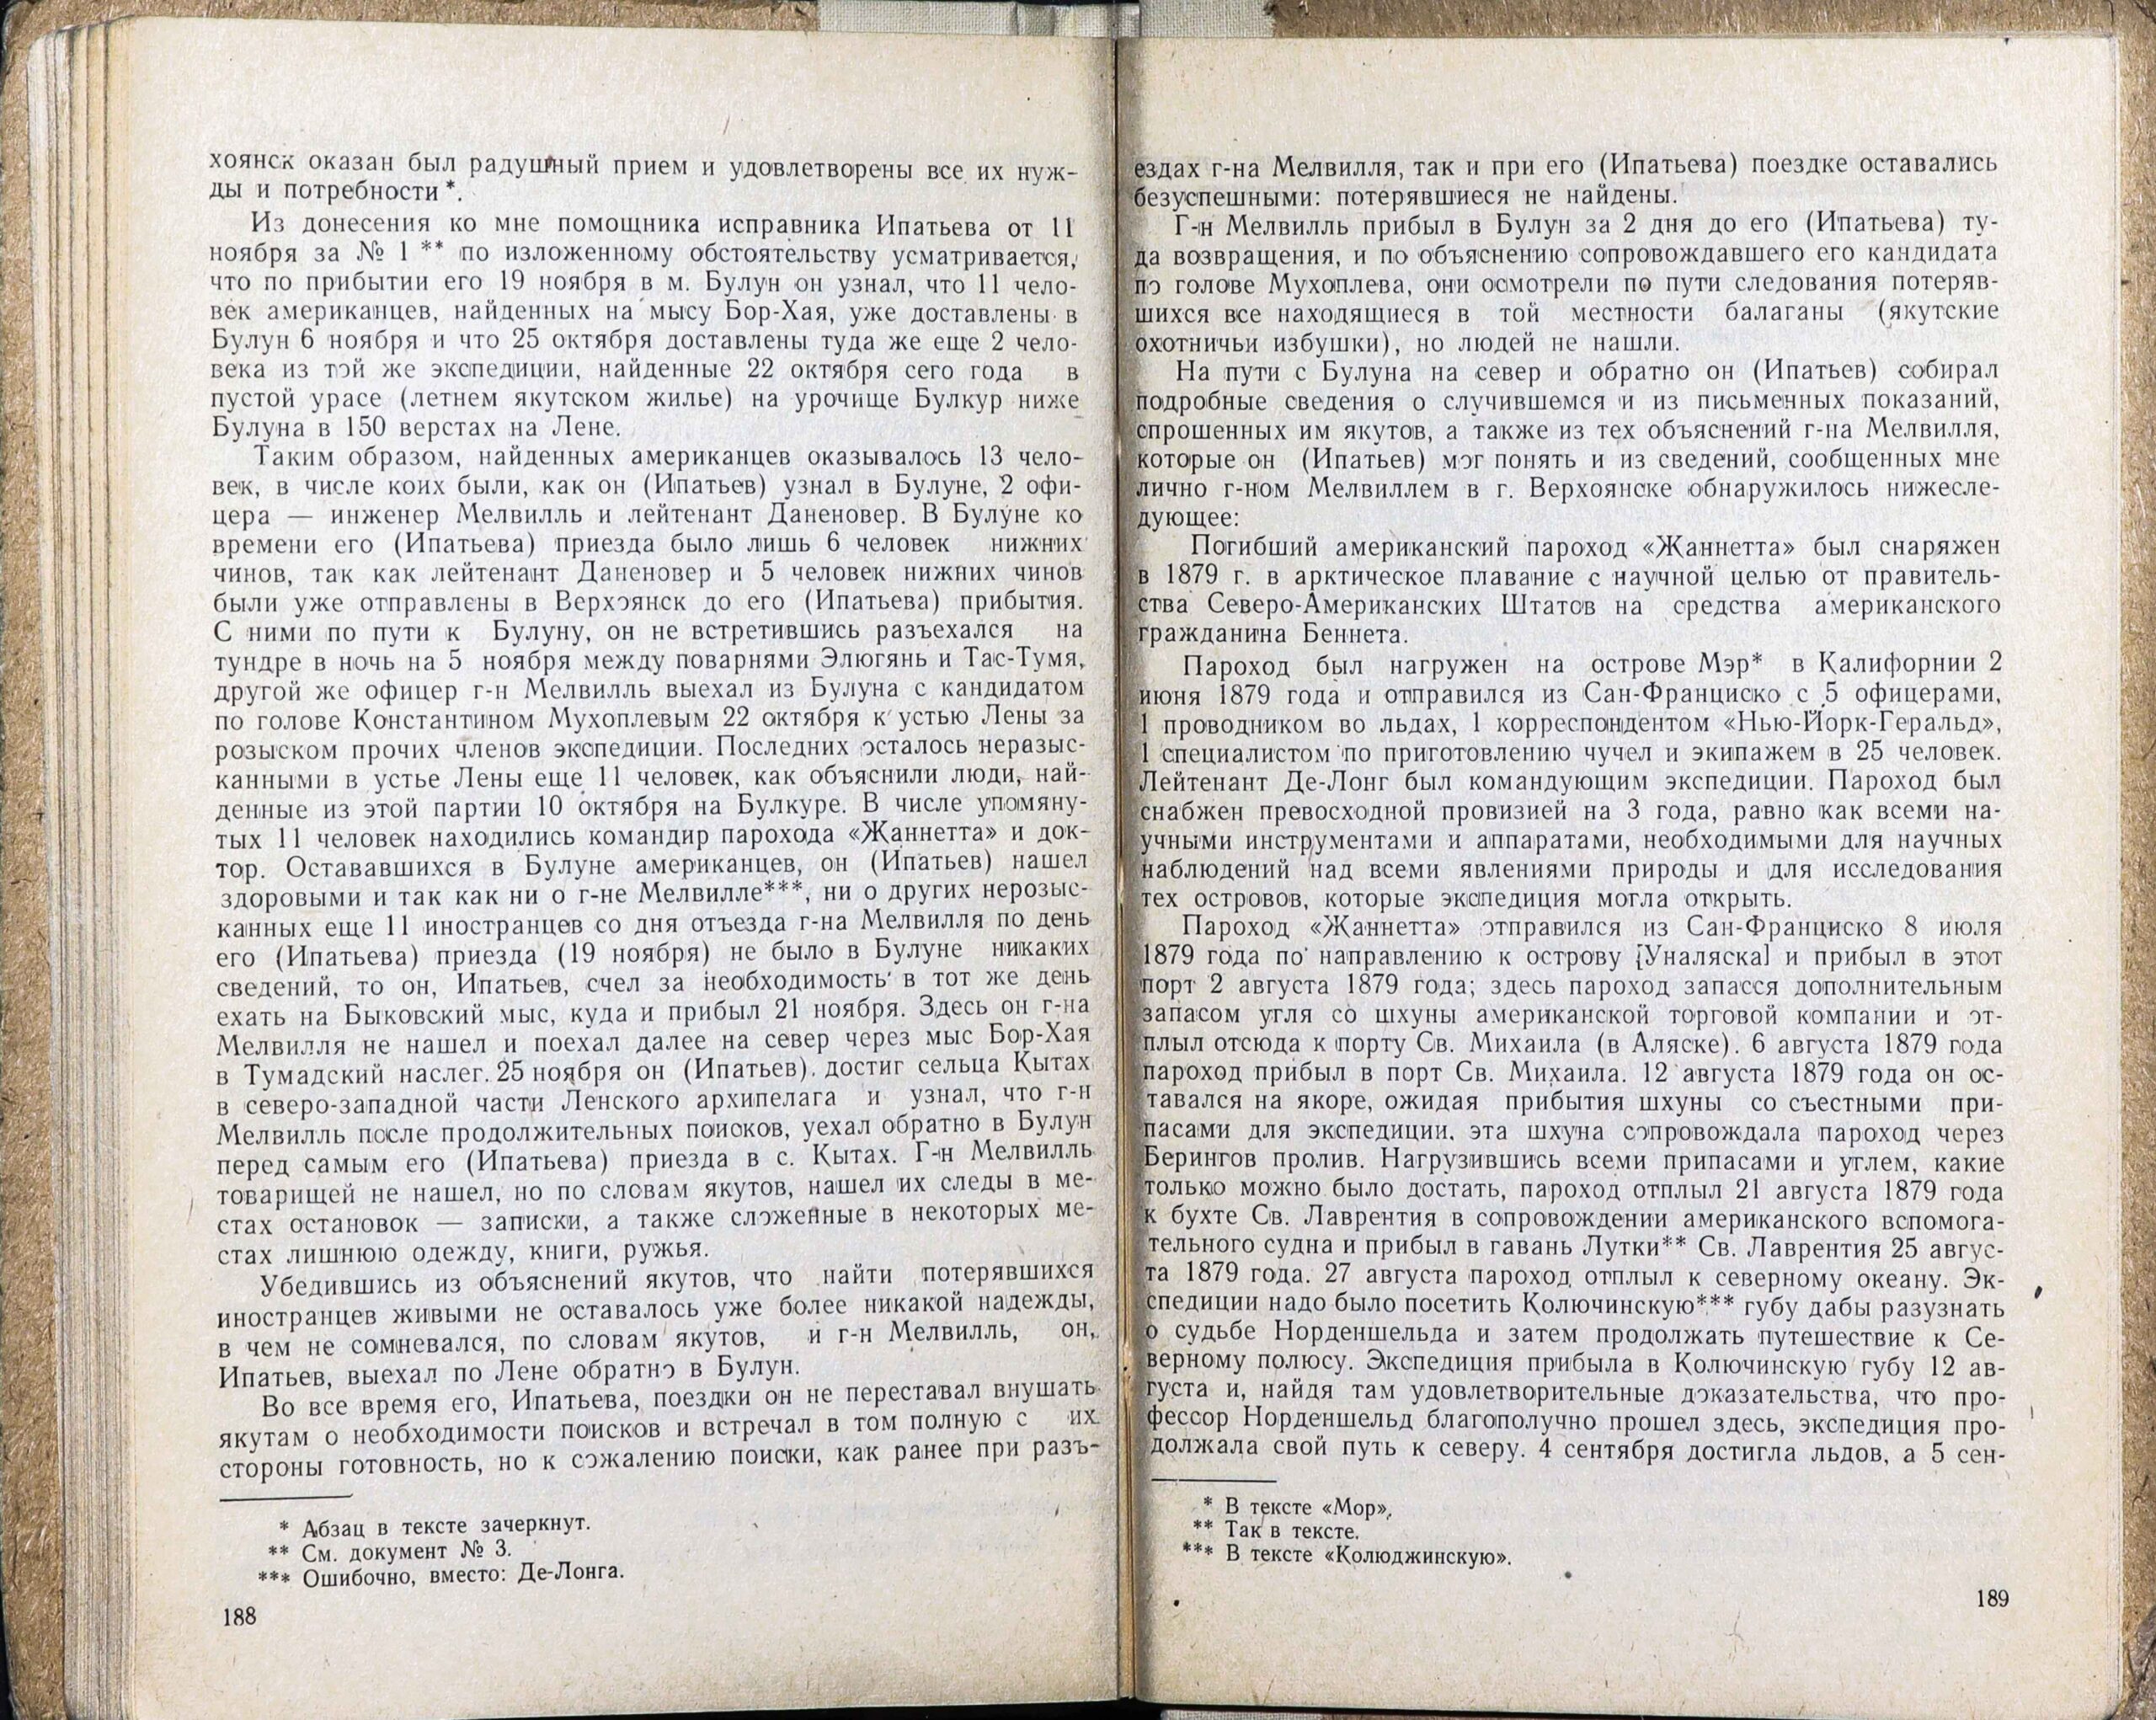 хоянск оказан был радушный прием и удовлетворены все их нуж-
ды и потребности *.
Из донесения ко мне помощника исправника Ипатьева от 11
ноября за № 1 ** по изложенному обстоятельству усматривается,
что по прибытии его 19 ноября в м. Булун он узнал, что 11 чело-
век американцев, найденных на мысу Бор-Хая, уже доставлены в
Булун 6 ноября и что 25 октября доставлены туда же еще 2 чело-
века из той же экспедиции, найденные 22 октября сего года в
пустой урасе (летнем якутском жилье) на урочище Булкур ниже
Булуна в 150 верстах на Лене.
Таким образом, найденных американцев оказывалось 13 чело-
век, в числе коих были, как он (Ипатьев) узнал в Булуне, 2 офи-
цера — инженер Мелвилль и лейтенант Даненовер. В Булуне ко
времени его (Ипатьева) приезда было лишь 6 человек нижних
чинов, так как лейтенант Даненовер и 5 человек нижних чинов
были уже отправлены в Верхоянск до его (Ипатьева) прибытия.
С ними по пути к Булуну, он не встретившись разъехался на
тундре в ночь на 5 ноября между поварнями Элюгянь и Тас-Тумя,
другой же офицер г-н Мелвилль выехал из Булуна с кандидатом
по голове Константином Мухоплевым 22 октября к устью Лены за
розыском прочих членов экспедиции. Последних осталось неразыс-
канными в устье Лены еще 11 человек, как объяснили люди, най-
денные из этой партии 10 октября на Булкуре. В числе упомяну-
тых 11 человек находились командир парохода «Жаннетта» и док-
тор. Остававшихся в Булуне американцев, он (Ипатьев) нашел
здоровыми и так как ни о г-не Мелвилле***, ни о других нерозыс-
канных еще 11 иностранцев со дня отъезда г-на Мелвилля по день
его (Ипатьева) приезда (19 ноября) не было в Булуне никаких
сведений, то он, Ипатьев, счел за необходимость в тот же день
ехать на Быковский мыс, куда и прибыл 21 ноября. Здесь он г-на
Мелвилля не нашел и поехал далее на север через мыс Бор-Хая
в Тумадский наслег. 25 ноября он (Ипатьев). достиг сельца Кытах
в северо-западной части Ленского архипелага и узнал, что г-н
Мелвилль после продолжительных поисков, уехал обратно в Булун
перед самым его (Ипатьева) приезда в с. Кытах. Г-н Мелвилль
товарищей не нашел, но по словам якутов, нашел их следы в ме-
стах остановок — записки, а также сложенные в некоторых ме-
стах лишнюю одежду, книги, ружья.
Убедившись из объяснений якутов, что найти потерявшихся
иностранцев живыми не оставалось уже более никакой надежды,
в чем не сомневался, по словам якутов, и г-н Мелвилль, он,
Ипатьев, выехал по Лене обратно в Булун.
Во все время его, Ипатьева, поездки он не переставал внушать
якутам о необходимости поисков и встречал в том полную с их
стороны готовность, но к сожалению поиски, как ранее при разъ-
* Абзац в тексте зачеркнут.
** См. документ № 3.
*** Ошибочно, вместо: Де-Лонга.
188
ездах г-на Мелвилля, так и при его (Ипатьева) поездке оставались
безуспешными: потерявшиеся не найдены.
Г-н Мелвилль прибыл в Булун за 2 дня до его (Ипатьева) ту-
да возвращения, и по объяснению сопровождавшего его кандидата
по голове Мухоплева, они осмотрели по пути следования потеряв-
шихся все находящиеся в той местности балаганы (якутские
охотничьи избушки), но людей не нашли.
На пути с Булуна на север и обратно он (Ипатьев) собирал
подробные сведения о случившемся и из письменных показаний,
спрошенных им якутов, а также из тех объяснений г-на Мелвилля,
которые он (Ипатьев) мог понять и из сведений, сообщенных мне
лично г-ном Мелвиллем в г. Верхоянске обнаружилось нижесле-
дующее:
Погибший американский пароход «Жаннетта» был снаряжен
в 1879 г. в арктическое плавание с научной целью от правитель-
ства Северо-Американских Штатов на средства американского
гражданина Беннета.
Пароход был нагружен на острове Мэр* в Калифорнии 2
июня 1879 года и отправился из Сан-Франциско с 5 офицерами,
1 проводником во льдах, 1 корреспондентом «Нью-Йорк-Геральд»,
1 специалистом по приготовлению чучел и экипажем в 25 человек.
Лейтенант Де-Лонг был командующим экспедиции. Пароход был
снабжен превосходной провизией на 3 года, равно как всеми на-
учными инструментами и аппаратами, необходимыми для научных
наблюдений над всеми явлениями природы и для исследования
тех островов, которые экспедиция могла открыть.
Пароход «Жаннетта» отправился из Сан-Франциско 8 июля
1879 года по направлению к острову [Уналяска] и прибыл в этот
порт 2 августа 1879 года; здесь пароход запасся дополнительным
запасом угля со шхуны американской торговой компании и от-
плыл отсюда к порту Св. Михаила (в Аляске). 6 августа 1879 года
пароход прибыл в порт Св. Михаила. 12 августа 1879 года он ос-
тавался на якоре, ожидая прибытия шхуны со съестными при-
пасами для экспедиции. эта шхуна сопровождала пароход через
Берингов пролив. Нагрузившись всеми припасами и углем, какие
только можно было достать, пароход отплыл 21 августа 1879 года
к бухте Св. Лаврентия в сопровождении американского вспомога-
тельного судна и прибыл в гавань Лутки** Св. Лаврентия 25 авгус-
та 1879 года. 27 августа пароход отплыл к северному океану. Эк-
спедиции надо было посетить Колючинскую*** губу дабы разузнать
о судьбе Норденшельда и затем продолжать путешествие к Се-
верному полюсу. Экспедиция прибыла в Колючинскую губу 12 ав-
густа и, найдя там удовлетворительные доказательства, что про-
фессор Норденшельд благополучно прошел здесь, экспедиция про-
должала свой путь к северу. 4 сентября достигла льдов, а 5 сен-
* В тексте «Мор».
** Так в тексте.
*** В тексте «Колюджинскую».
189